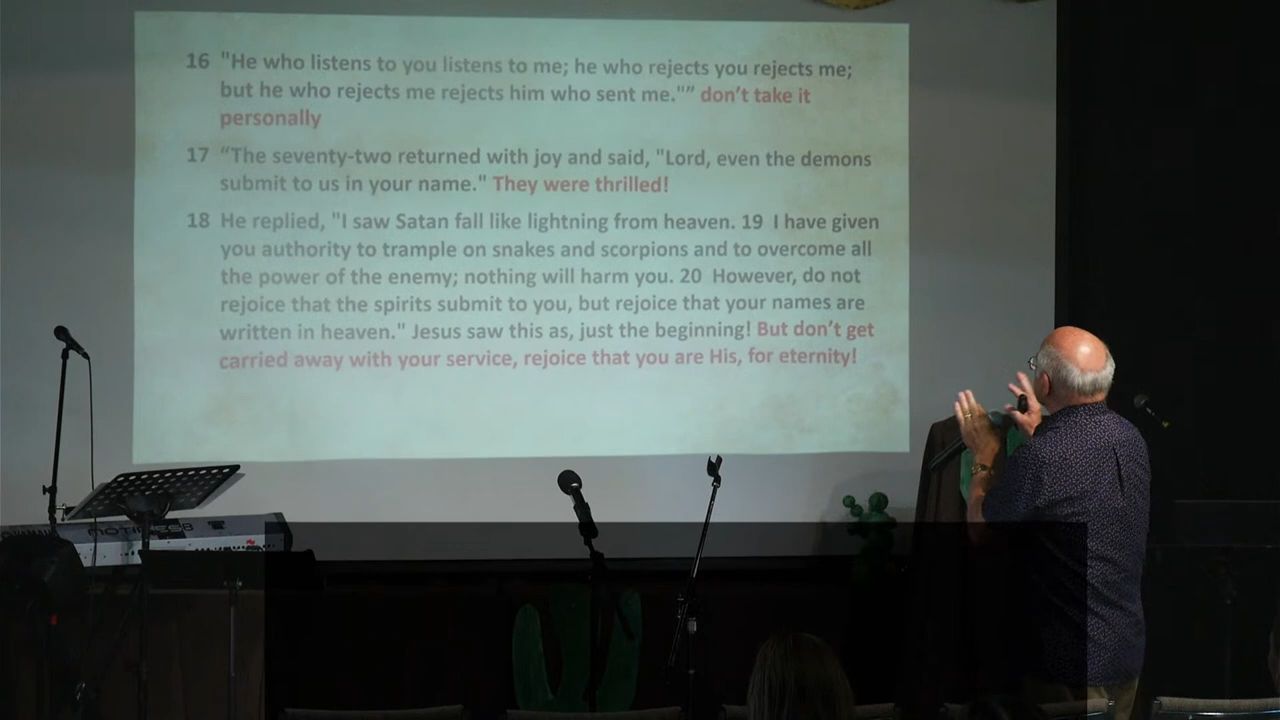 16 "He who listens to you listens to me; he who rejects you rejects me;
but he who rejects me rejects him who sent me."” don’t take it
personally
17 “The seventy-two returned with joy and said, "Lord, even the demons
submit to us in your name." They were thrilled!
18 He replied, "I saw Satan fall like lightning from heaven. 19 I have given
you authority to trample on snakes and scorpions and to overcome all
the power of the enemy; nothing will harm you. 20 However, do not
rejoice that the spirits submit to you, but rejoice that your names are
written in heaven." Jesus saw this as, just the beginning! But don’t get
carried away with your service, rejoice that you are His, for eternity!